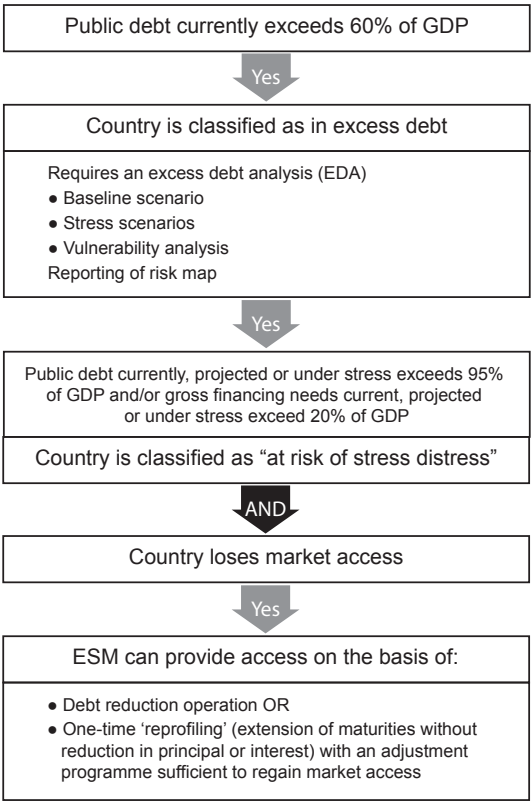 Public debt currently exceeds 60% of GDP
Yes
Country is classified as in excess debt
Requires an excess debt analysis (EDA)
● Baseline scenario
● Stress scenarios
● Vulnerability analysis
Reporting of risk map
Yes
Public debt currently, projected or under stress exceeds 95%
of GDP and/or gross financing needs current, projected
or under stress exceed 20% of GDP
Country is classified as “at risk of stress distress”
AND
Country loses market access
Yes
ESM can provide access on the basis of:
● Debt reduction operation OR
● One-time ‘reprofiling’ (extension of maturities without
reduction in principal or interest) with an adjustment
programme sufficient to regain market access